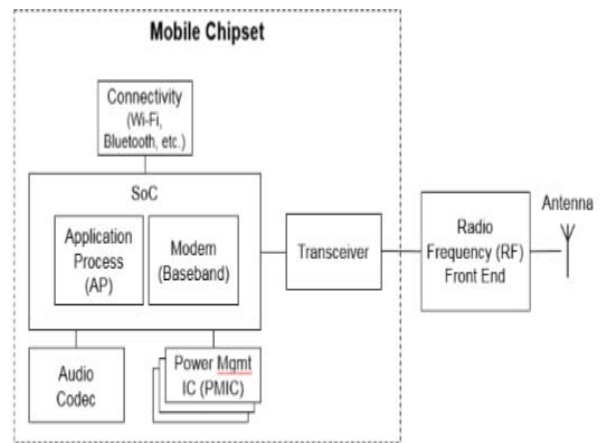 Mobile Chipset
Connectivity
(Wi-Fi,
Bluetooth, etc.)
SoC
Application
Process
(AP)
Modem
(Baseband)
Transceiver
Radio
Frequency (RF)
Front End
Antenna
Audio
Codec
Power Mgmt
IC (PMIC)